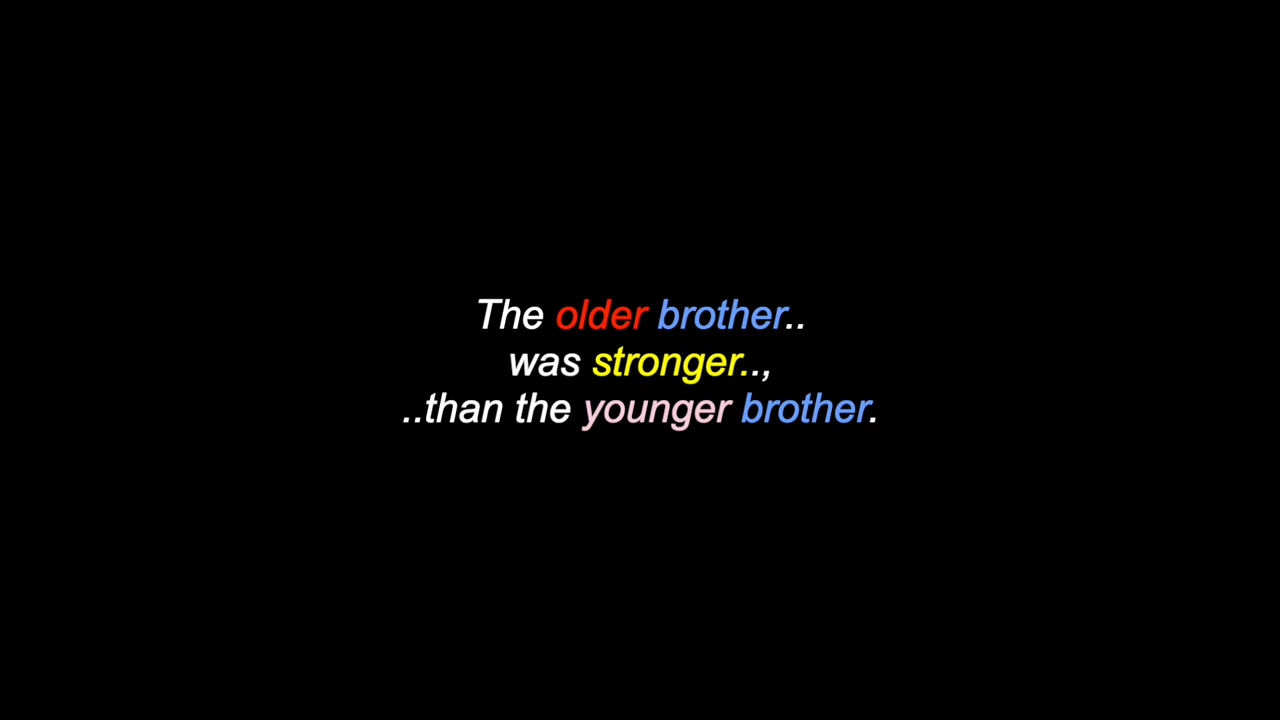 The older brother..
was stronger..,
..than the younger brother.